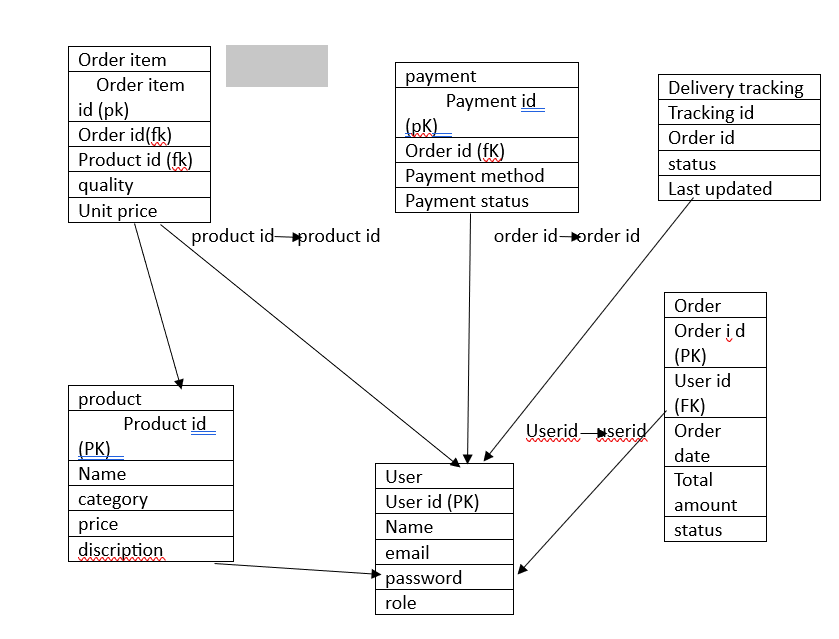 Order item
Order item
id (pk)
Order id(fk)
Product id (fk)
quality
Unit price
payment
Payment id
(pK)
Order id (fK)
Payment method
Payment status
Delivery tracking
Tracking id
Order id
status
Last updated
product id product id
order id order id
Order
Order i d
(PK)
User id
(FK)
Order
date
Total
amount
status
product
Product id
(PK)
Name
category
price
discription
Userid userid
User
User id (PK)
Name
email
password
role